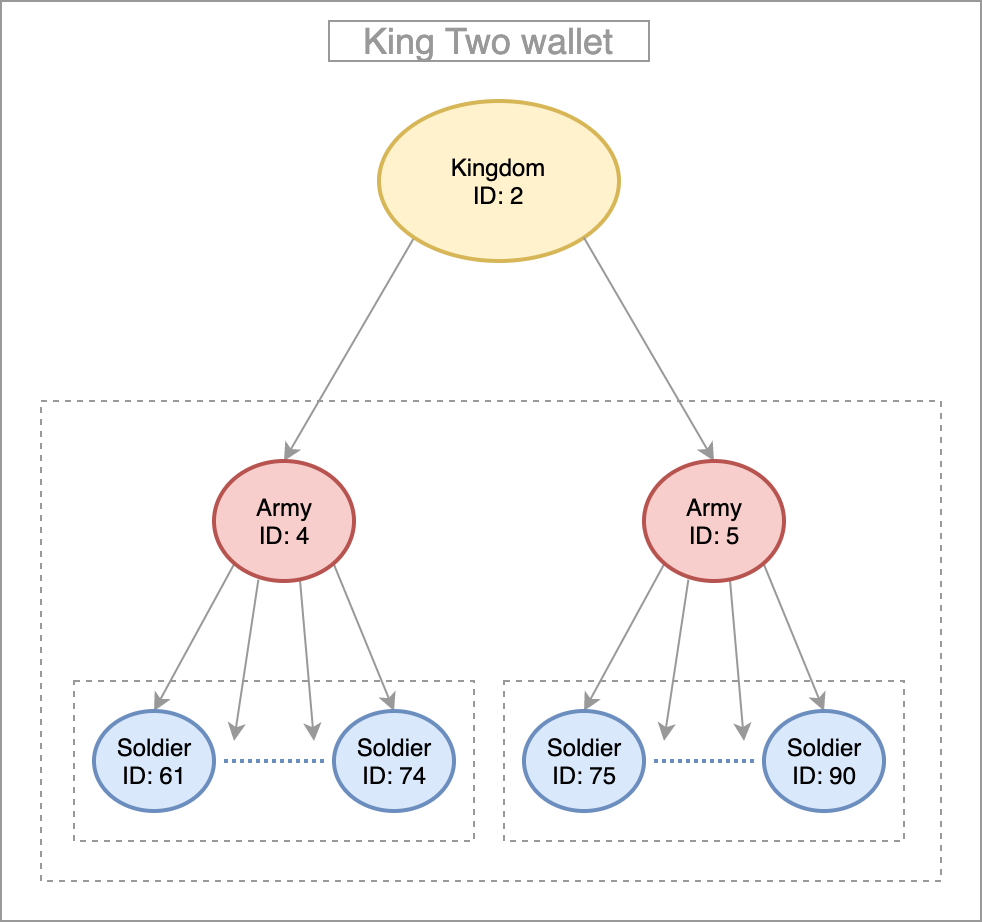 King Two wallet
Kingdom
ID: 2
Army
ID: 4
Army
ID: 5
Soldier
ID: 61
Soldier
ID: 74
Soldier
ID: 75
Soldier
ID: 90